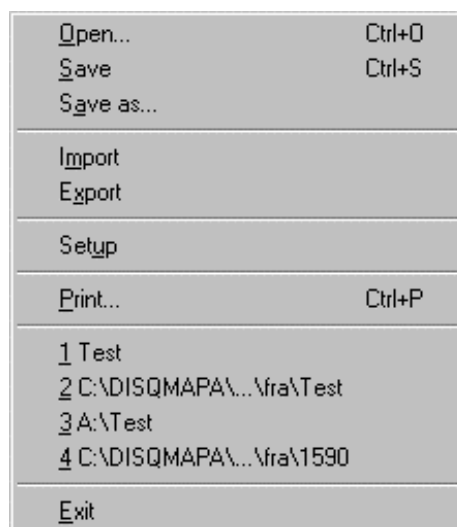 Open... Ctrl+O
Save Ctrl+S
Save as...
Import
Export
Setup
Print... Ctrl+P
1 Test
2 C:\DISQMAPA\...\fra\Test
3 A:\Test
4 C:\DISQMAPA\...\fra\1590
Exit